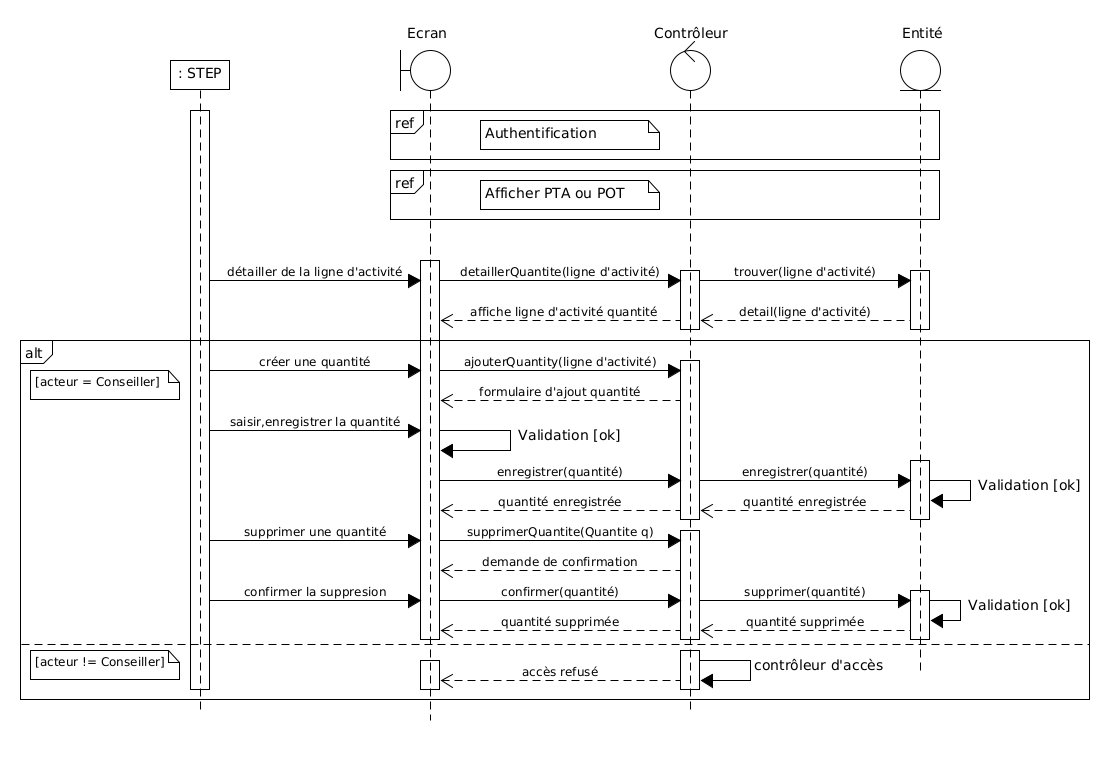 Ecran
Contrôleur
Entité
: STEP
ref
Authentification
ref
Afficher PTA ou POT
détailler de la ligne d'activité
detaillerQuantite(ligne d'activité)
trouver(ligne d'activité)
affiche ligne d'activité quantité
detail(ligne d'activité)
alt
créer une quantité
ajouterQuantity(ligne d'activité)
[acteur = Conseiller]
formulaire d'ajout quantité
saisir,enregistrer la quantité
Validation [ok]
enregistrer(quantité)
enregistrer(quantité)
Validation [ok]
quantité enregistrée
quantité enregistrée
supprimer une quantité
supprimerQuantite(Quantite q)
demande de confirmation
confirmer la suppresion
confirmer(quantité)
supprimer(quantité)
Validation [ok]
quantité supprimée
quantité supprimée
[acteur != Conseiller]
contrôleur d'accès
accès refusé